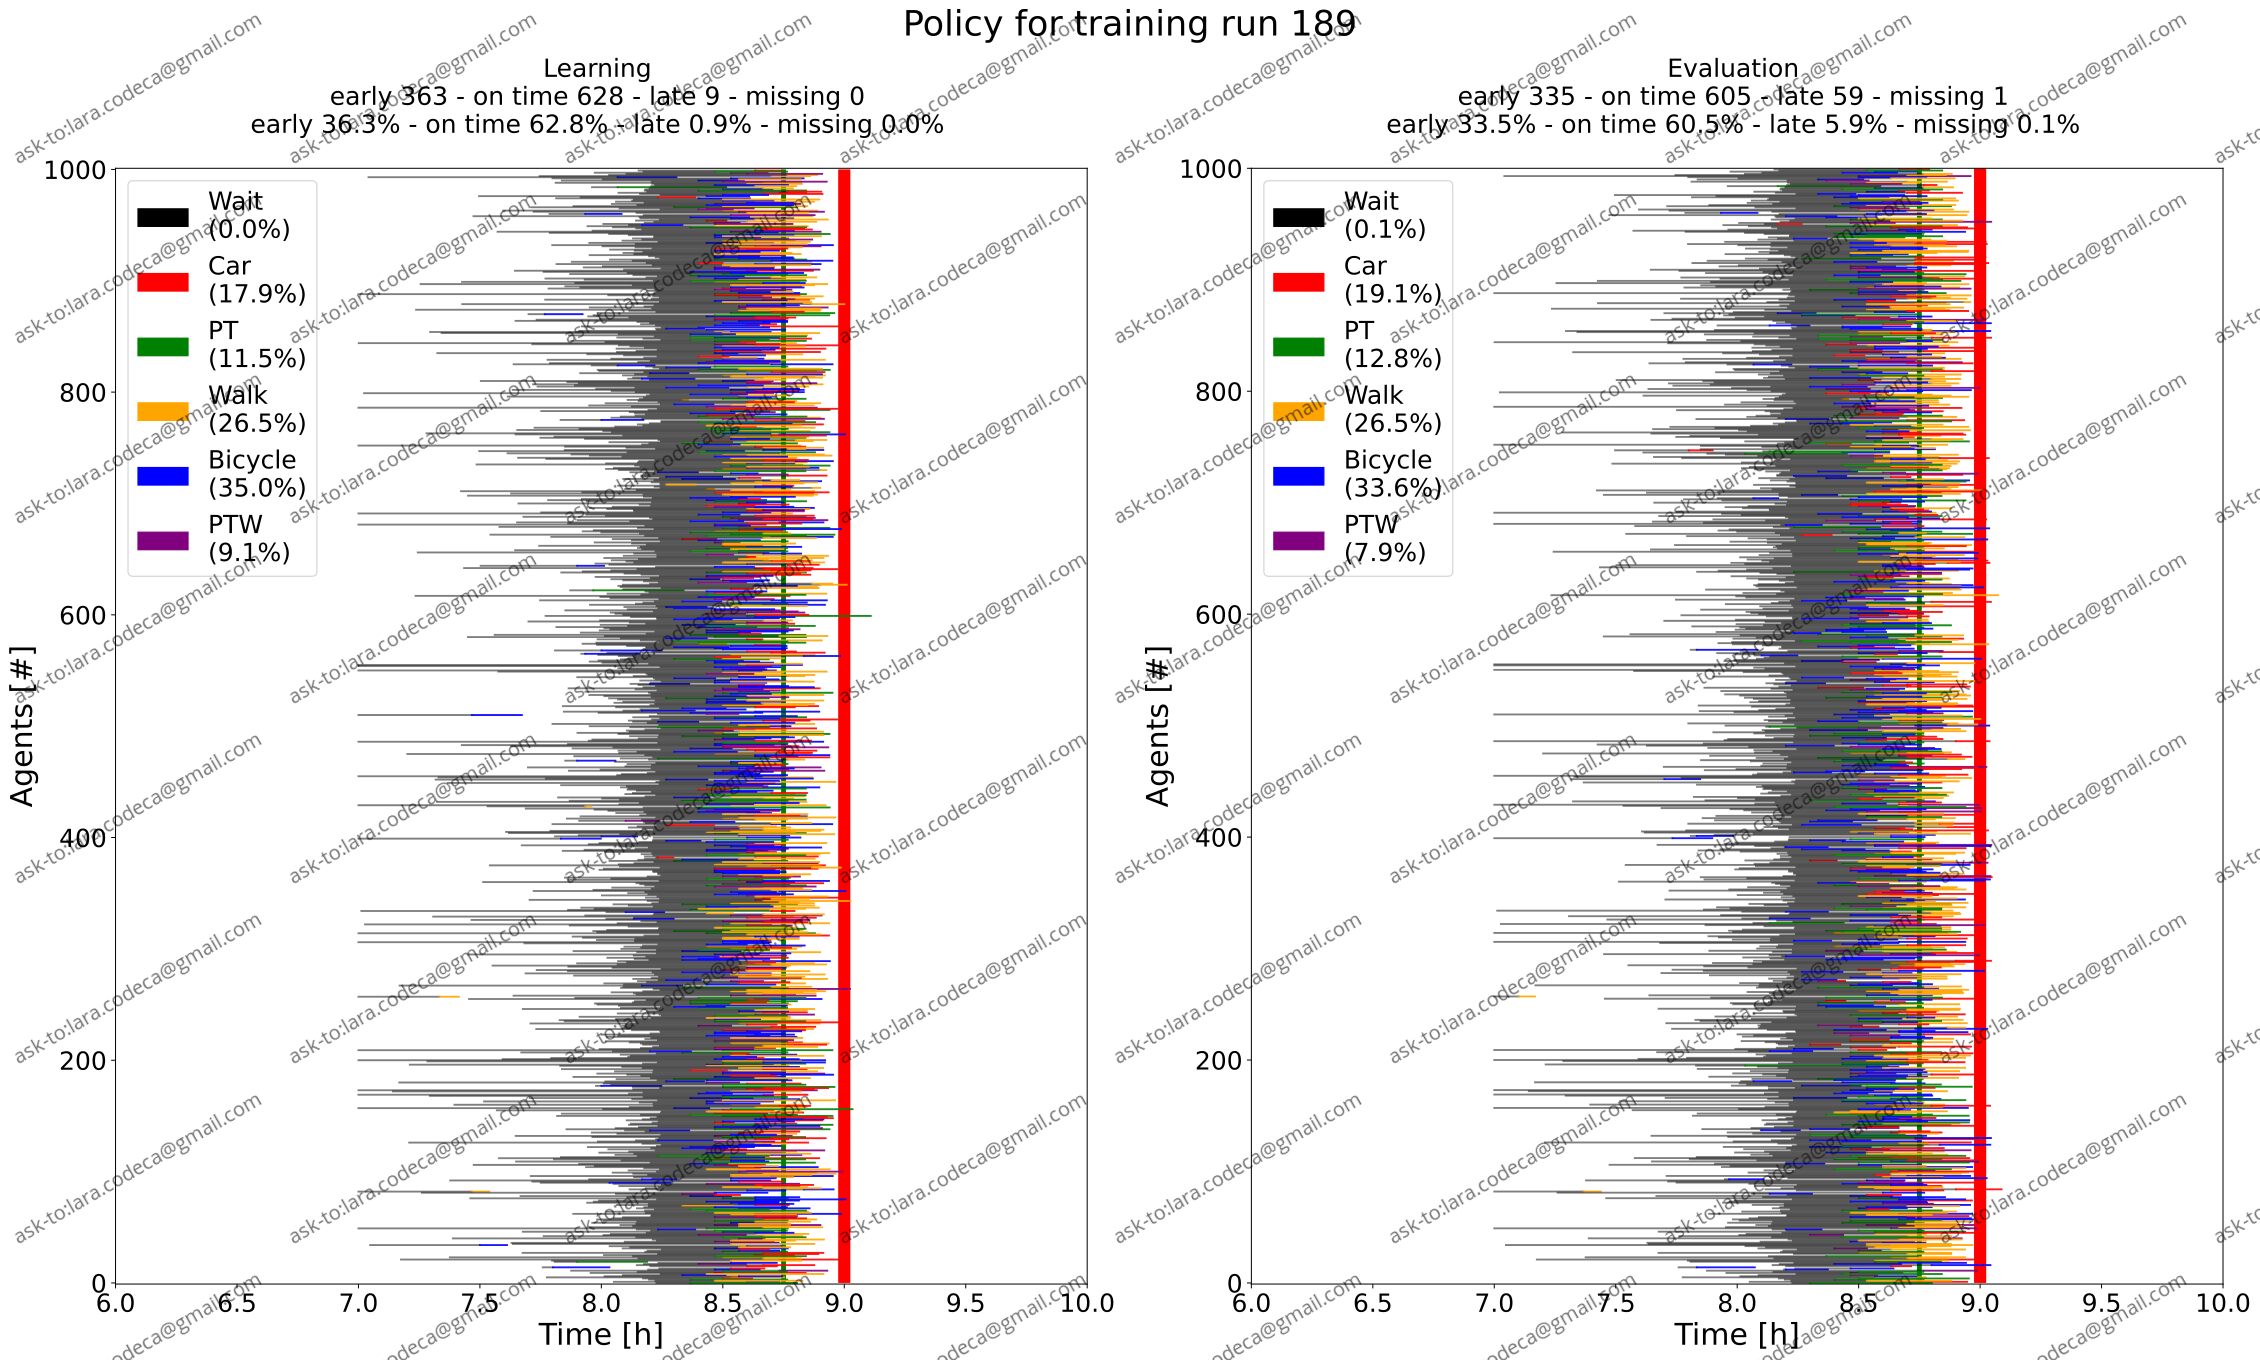 Policy for training run 189
Learning
early 363 - on time 628 - late 9 - missing 0
early 36.3% - on time 62.8% - late 0.9% - missing 0.0%
Agents [#]
1000
800
600
400
200
0
Wait
(0.0%)
Car
(17.9%)
PT
(11.5%)
Walk
(26.5%)
Bicycle
(35.0%)
PTW
(9.1%)
6.0 6.5 7.0 7.5 8.0 8.5 9.0 9.5 10.0
Time [h]
Evaluation
early 335 - on time 605 - late 59 - missing 1
early 33.5% - on time 60.5% - late 5.9% - missing 0.1%
Agents [#]
1000
800
600
400
200
0
Wait
(0.1%)
Car
(19.1%)
PT
(12.8%)
Walk
(26.5%)
Bicycle
(33.6%)
PTW
(7.9%)
6.0 6.5 7.0 7.5 8.0 8.5 9.0 9.5 10.0
Time [h]
ask-to:lara.codeca@gmail.com